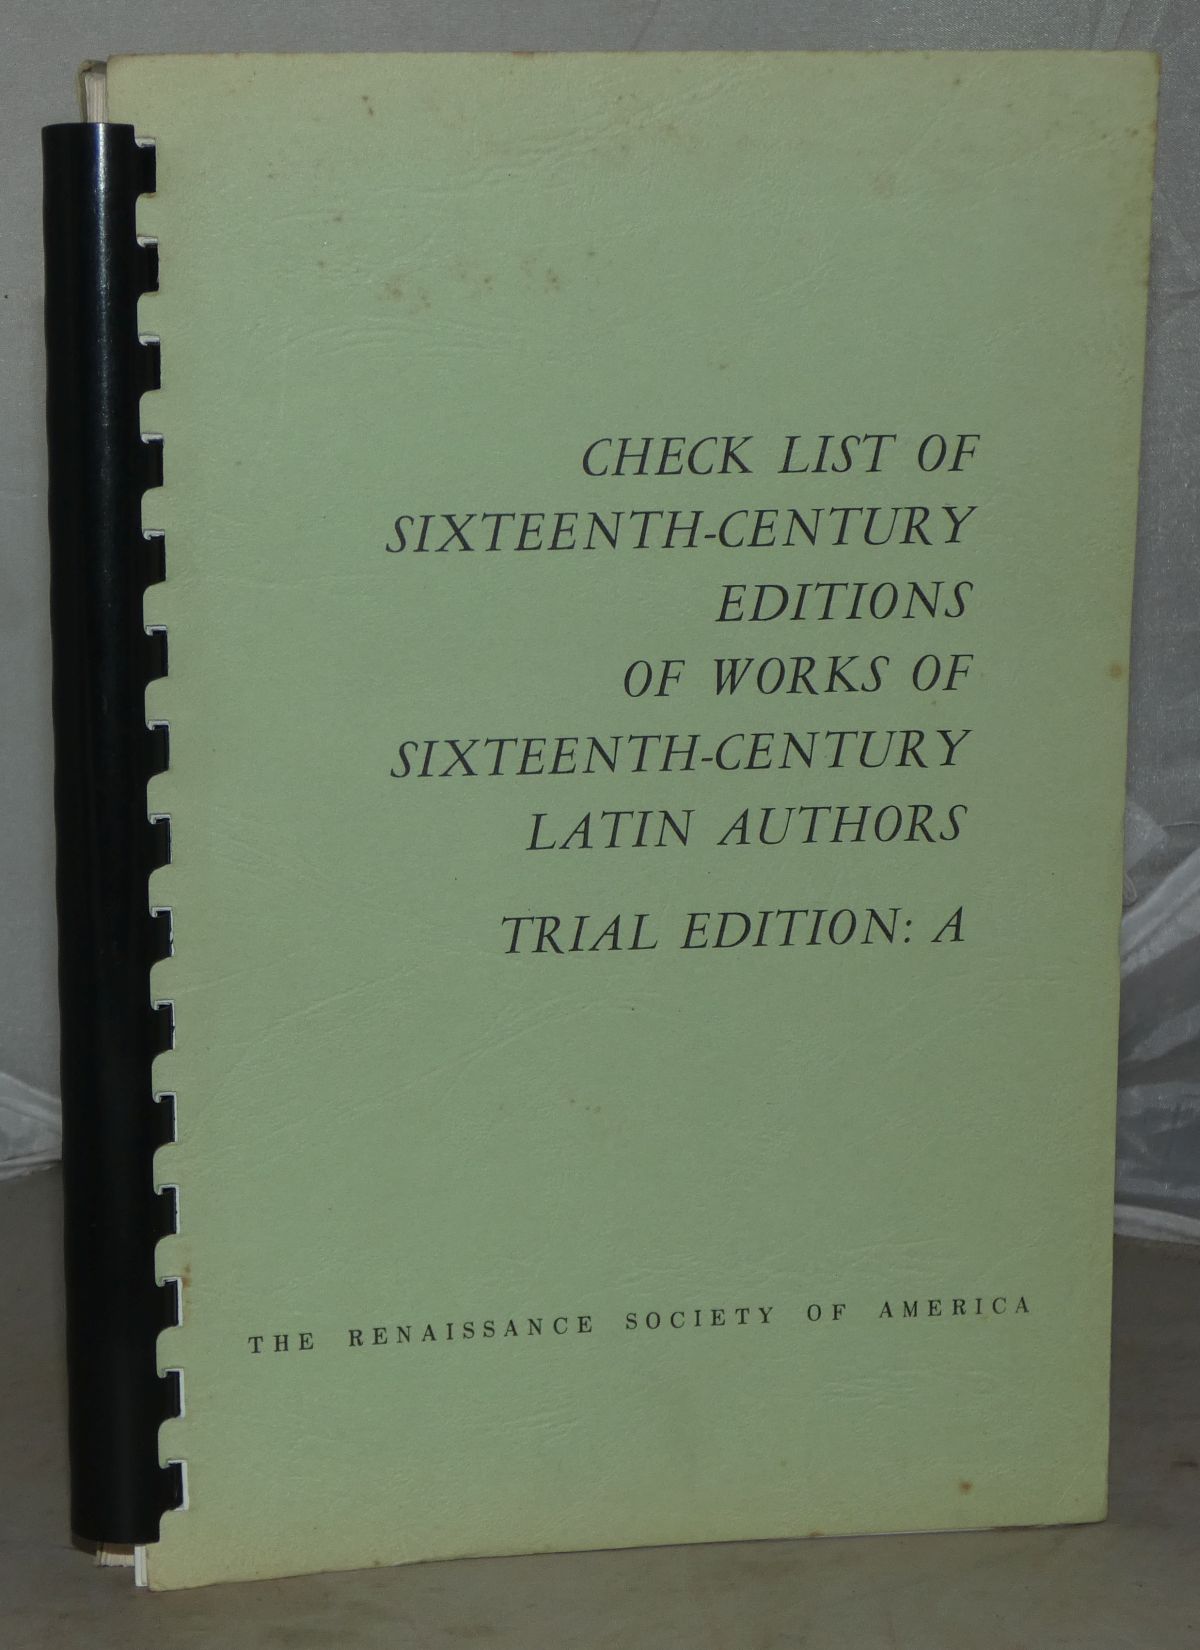 CHECK LIST OF
SIXTEENTH-CENTURY
EDITIONS
OF WORKS OF
SIXTEENTH-CENTURY
LATIN AUTHORS
TRIAL EDITION: A
THE RENAISSANCE SOCIETY OF AMERICA